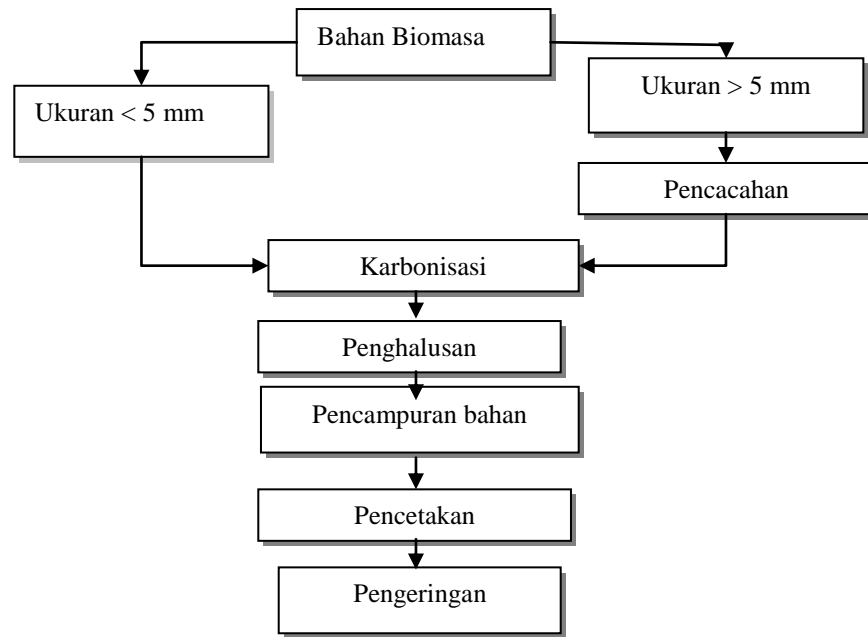 Bahan Biomasa
Ukuran < 5 mm
Ukuran > 5 mm
Pencacahan
Karbonisasi
Penghalusan
Pencampuran bahan
Pencetakan
Pengeringan